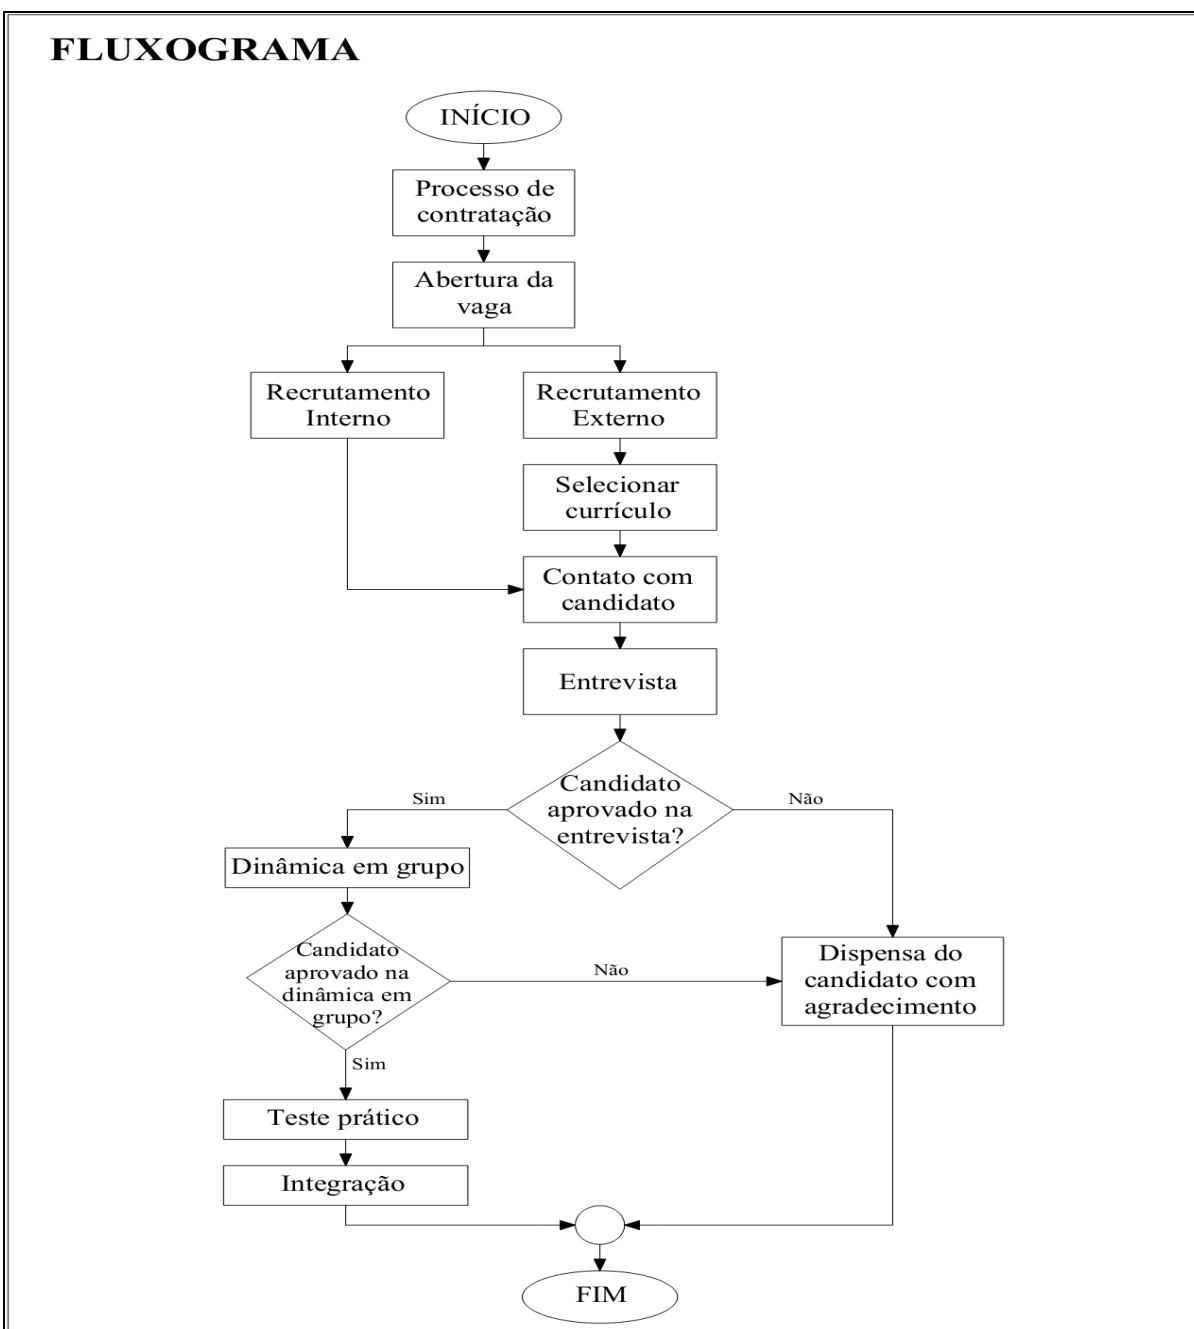 FLUXOGRAMA
INÍCIO
Processo de
contratação
Abertura da
vaga
Recrutamento
Interno
Recrutamento
Externo
Selecionar
currículo
Contato com
candidato
Entrevista
Candidato
aprovado na
entrevista?
Sim
Não
Dinâmica em grupo
Candidato
aprovado na
dinâmica em
grupo?
Não
Dispensa do
candidato com
agradecimento
Sim
Teste prático
Integração
FIM